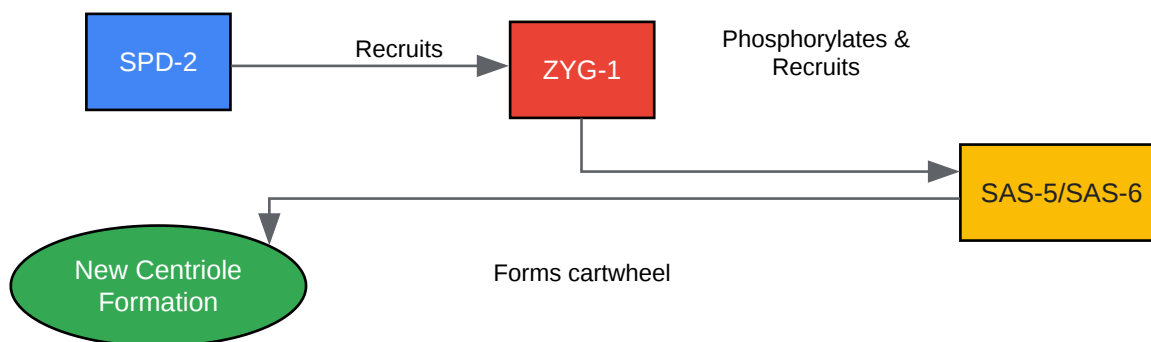 SPD-2
Recruits
ZYG-1
Phosphorylates &
Recruits
SAS-5/SAS-6
New Centriole
Formation
Forms cartwheel